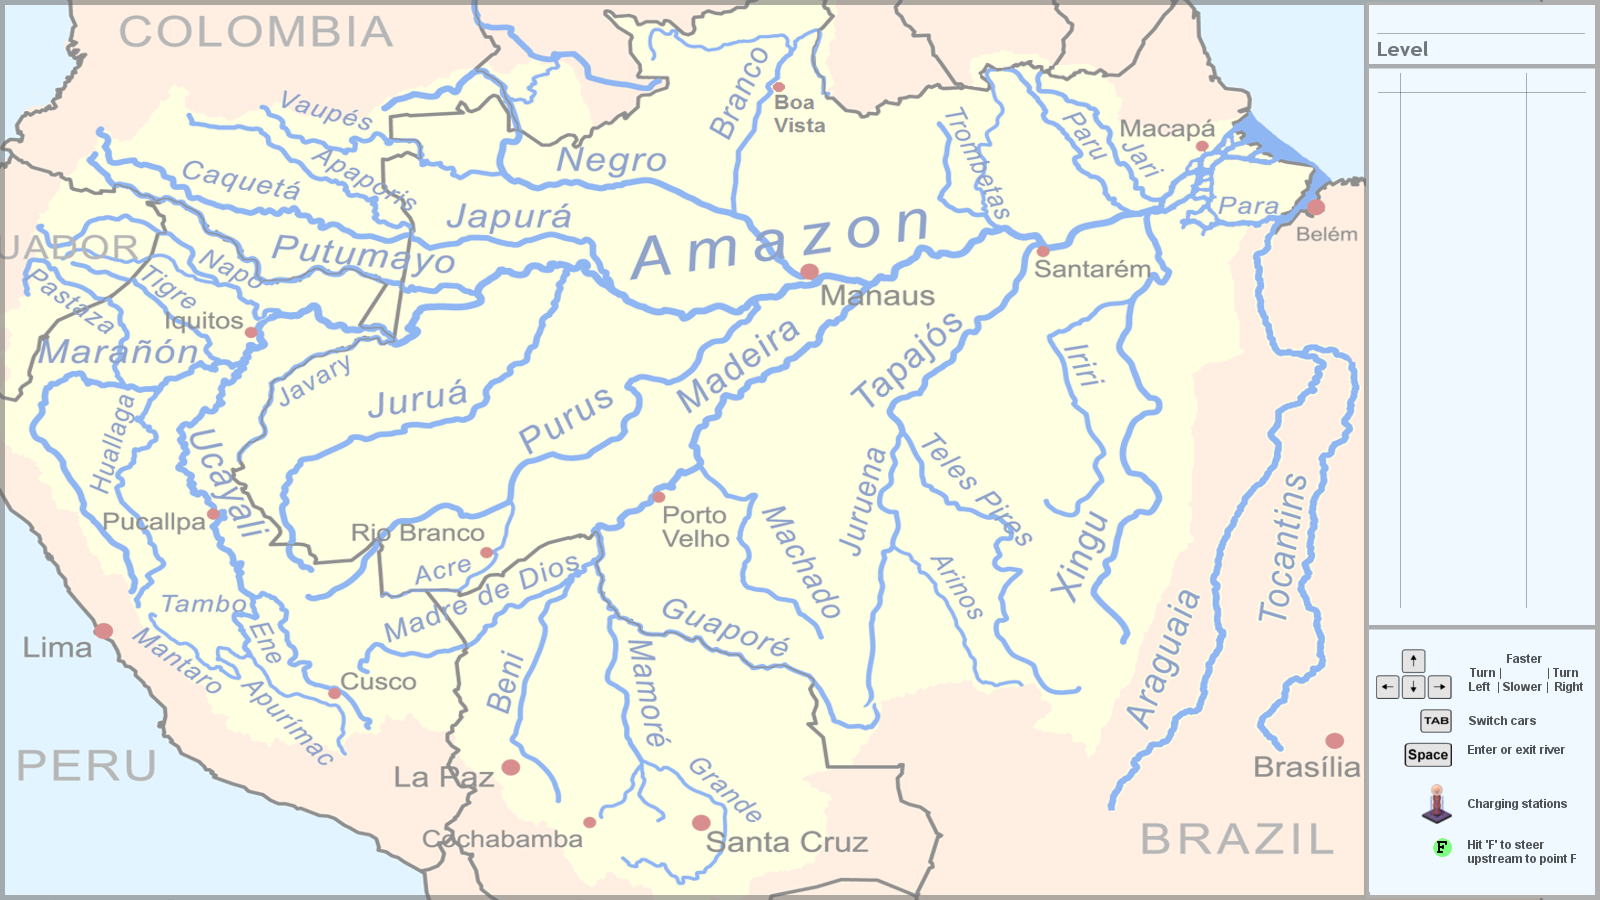 COLOMBIA
Vaupés
Branco
Boa
Vista
Trombetas
Paru
Jari
Macapá
Negro
Apaporis
Caquetá
Japurá
Amazon
Para
Belém
UADOR
Putumayo
Napo
Tigre
Pastaza
Iquitos
Manaus
Santarém
Marañón
Javary
Juruá
Purus
Madeira
Tapajós
Iriri
Huallaga
Ucayali
Pucallpa
Rio Branco
Acre
Porto
Velho
Machado
Juruena
Teles Pires
Arinos
Xingu
Araguaia
Tocantins
Madre de Dios
Guaporé
Tambo
Ene
Mantaro
Apurímac
Lima
Cusco
Beni
Mamoré
Grande
PERU
La Paz
Cochabamba
Santa Cruz
Brasília
BRAZIL
Level
Faster
Turn | | Turn
Left | Slower | Right
TAB
Switch cars
Space
Enter or exit river
Charging stations
F
Hit 'F' to steer
upstream to point F